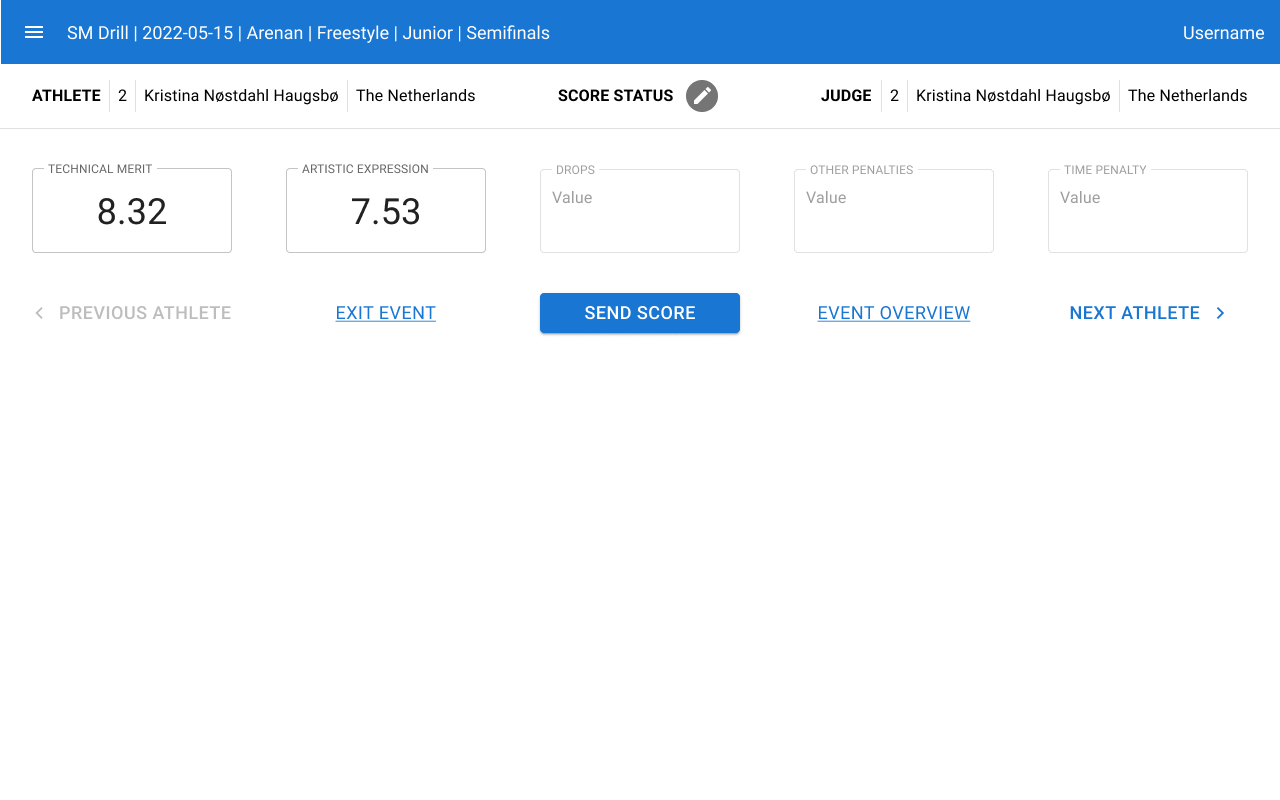 SM Drill | 2022-05-15 | Arenan | Freestyle | Junior | Semifinals Username
ATHLETE 2 Kristina Nøstdahl Haugsbø The Netherlands SCORE STATUS JUDGE 2 Kristina Nøstdahl Haugsbø The Netherlands
TECHNICAL MERIT ARTISTIC EXPRESSION DROPS OTHER PENALTIES TIME PENALTY
8.32 7.53 Value Value Value
PREVIOUS ATHLETE EXIT EVENT SEND SCORE EVENT OVERVIEW NEXT ATHLETE